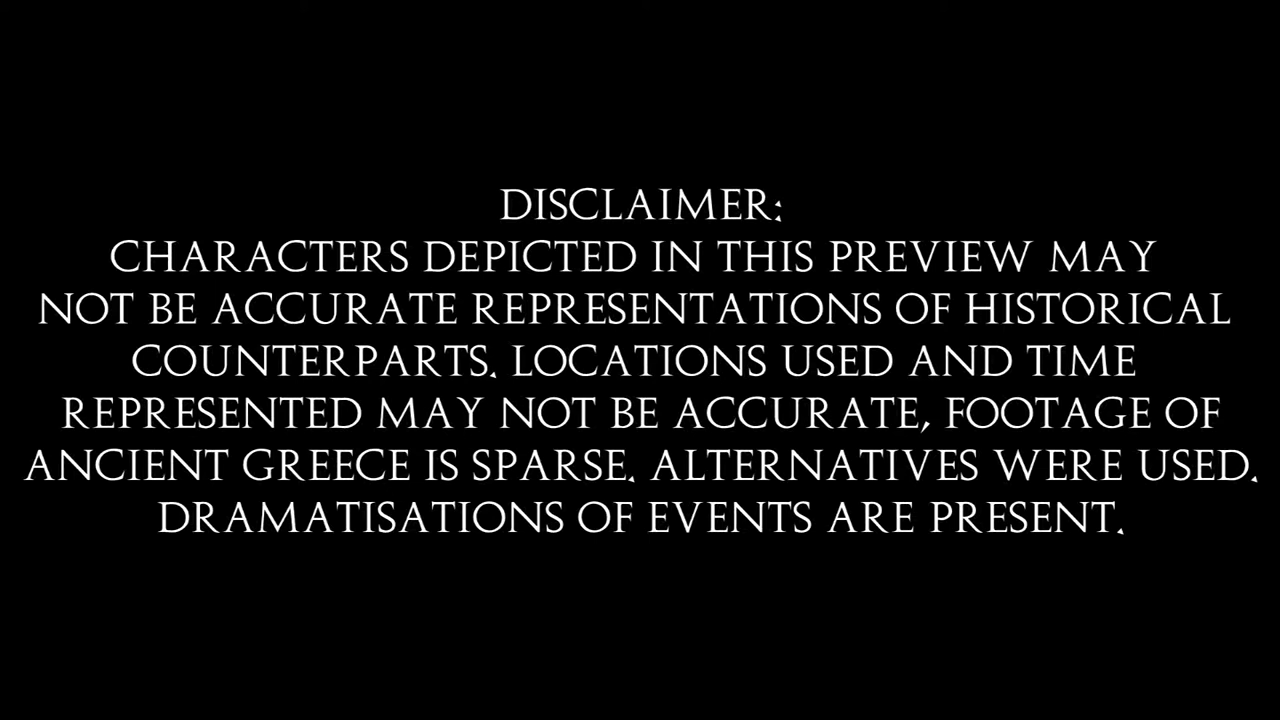 DISCLAIMER:
CHARACTERS DEPICTED IN THIS PREVIEW MAY
NOT BE ACCURATE REPRESENTATIONS OF HISTORICAL
COUNTERPARTS. LOCATIONS USED AND TIME
REPRESENTED MAY NOT BE ACCURATE, FOOTAGE OF
ANCIENT GREECE IS SPARSE. ALTERNATIVES WERE USED.
DRAMATISATIONS OF EVENTS ARE PRESENT.